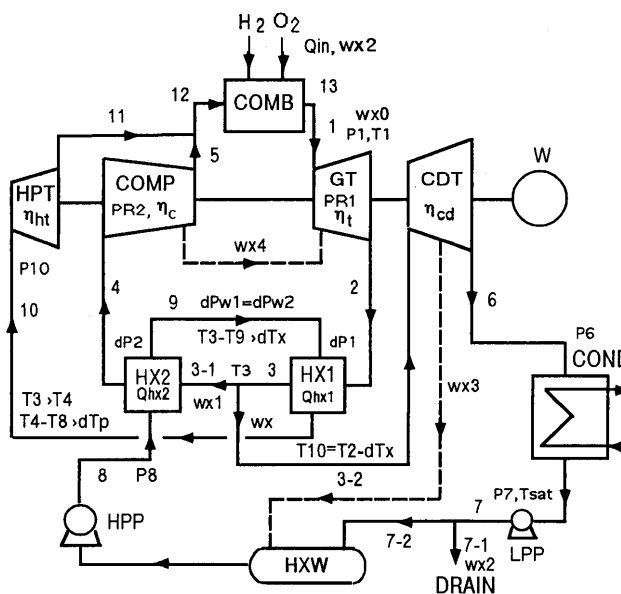 H2 O2
Qin, wx2
12
COMB
13
11
1
wx0
P1,T1
5
W
HPT
ηht
COMP
PR2, ηc
GT
PR1
ηt
CDT
ηcd
P10
wx4
10
4
9
dPw1=dPw2
2
6
T3-T9>dTx
dP2
dP1
P6
COND
HX2
Qhx2
3-1
T3
3
HX1
Qhx1
wx1
wx
wx3
T3>T4
T4-T8>dTp
T10=T2-dTx
3-2
8
P8
HPP
P7,Tsat
7
LPP
7-2
7-1
wx2
HXW
DRAIN